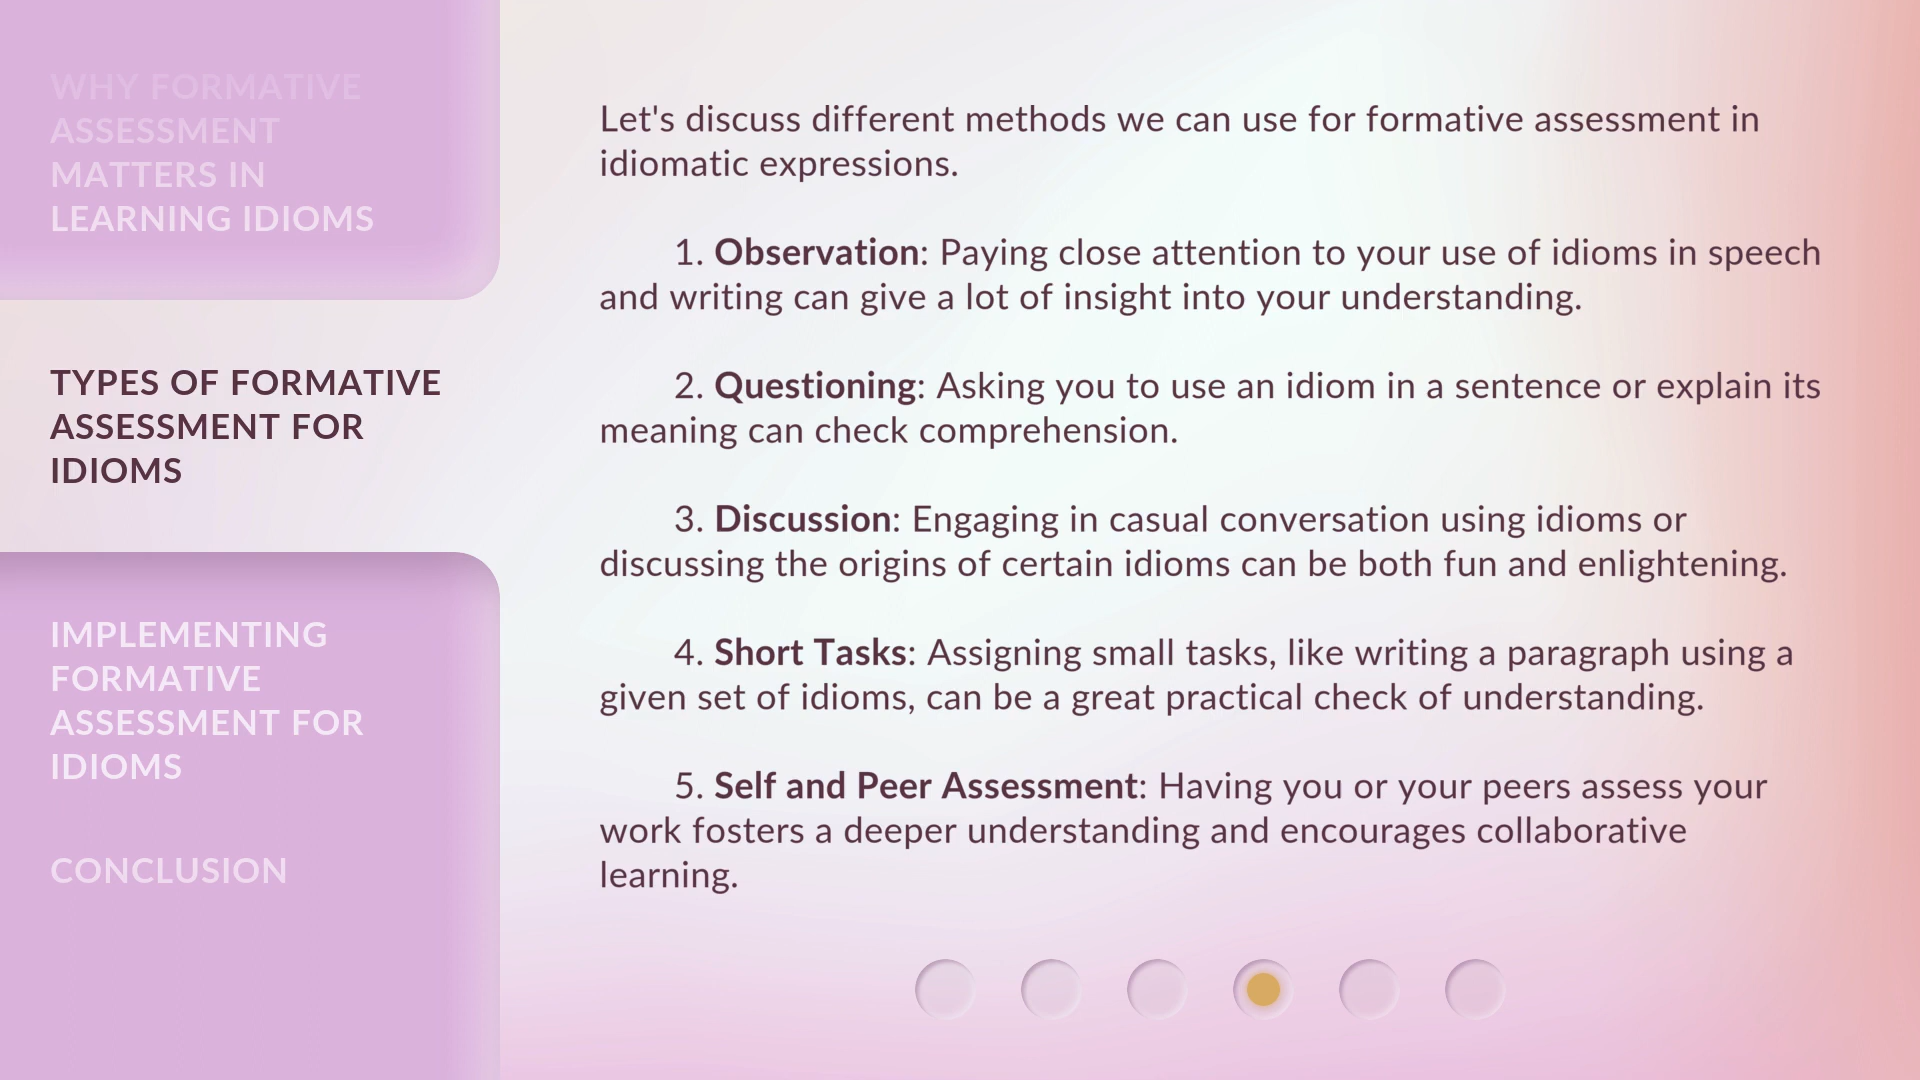 WHY FORMATIVE
ASSESSMENT
MATTERS IN
LEARNING IDIOMS
TYPES OF FORMATIVE
ASSESSMENT FOR
IDIOMS
IMPLEMENTING
FORMATIVE
ASSESSMENT FOR
IDIOMS
CONCLUSION
Let's discuss different methods we can use for formative assessment in
idiomatic expressions.
1. Observation: Paying close attention to your use of idioms in speech
and writing can give a lot of insight into your understanding.
2. Questioning: Asking you to use an idiom in a sentence or explain its
meaning can check comprehension.
3. Discussion: Engaging in casual conversation using idioms or
discussing the origins of certain idioms can be both fun and enlightening.
4. Short Tasks: Assigning small tasks, like writing a paragraph using a
given set of idioms, can be a great practical check of understanding.
5. Self and Peer Assessment: Having you or your peers assess your
work fosters a deeper understanding and encourages collaborative
learning.